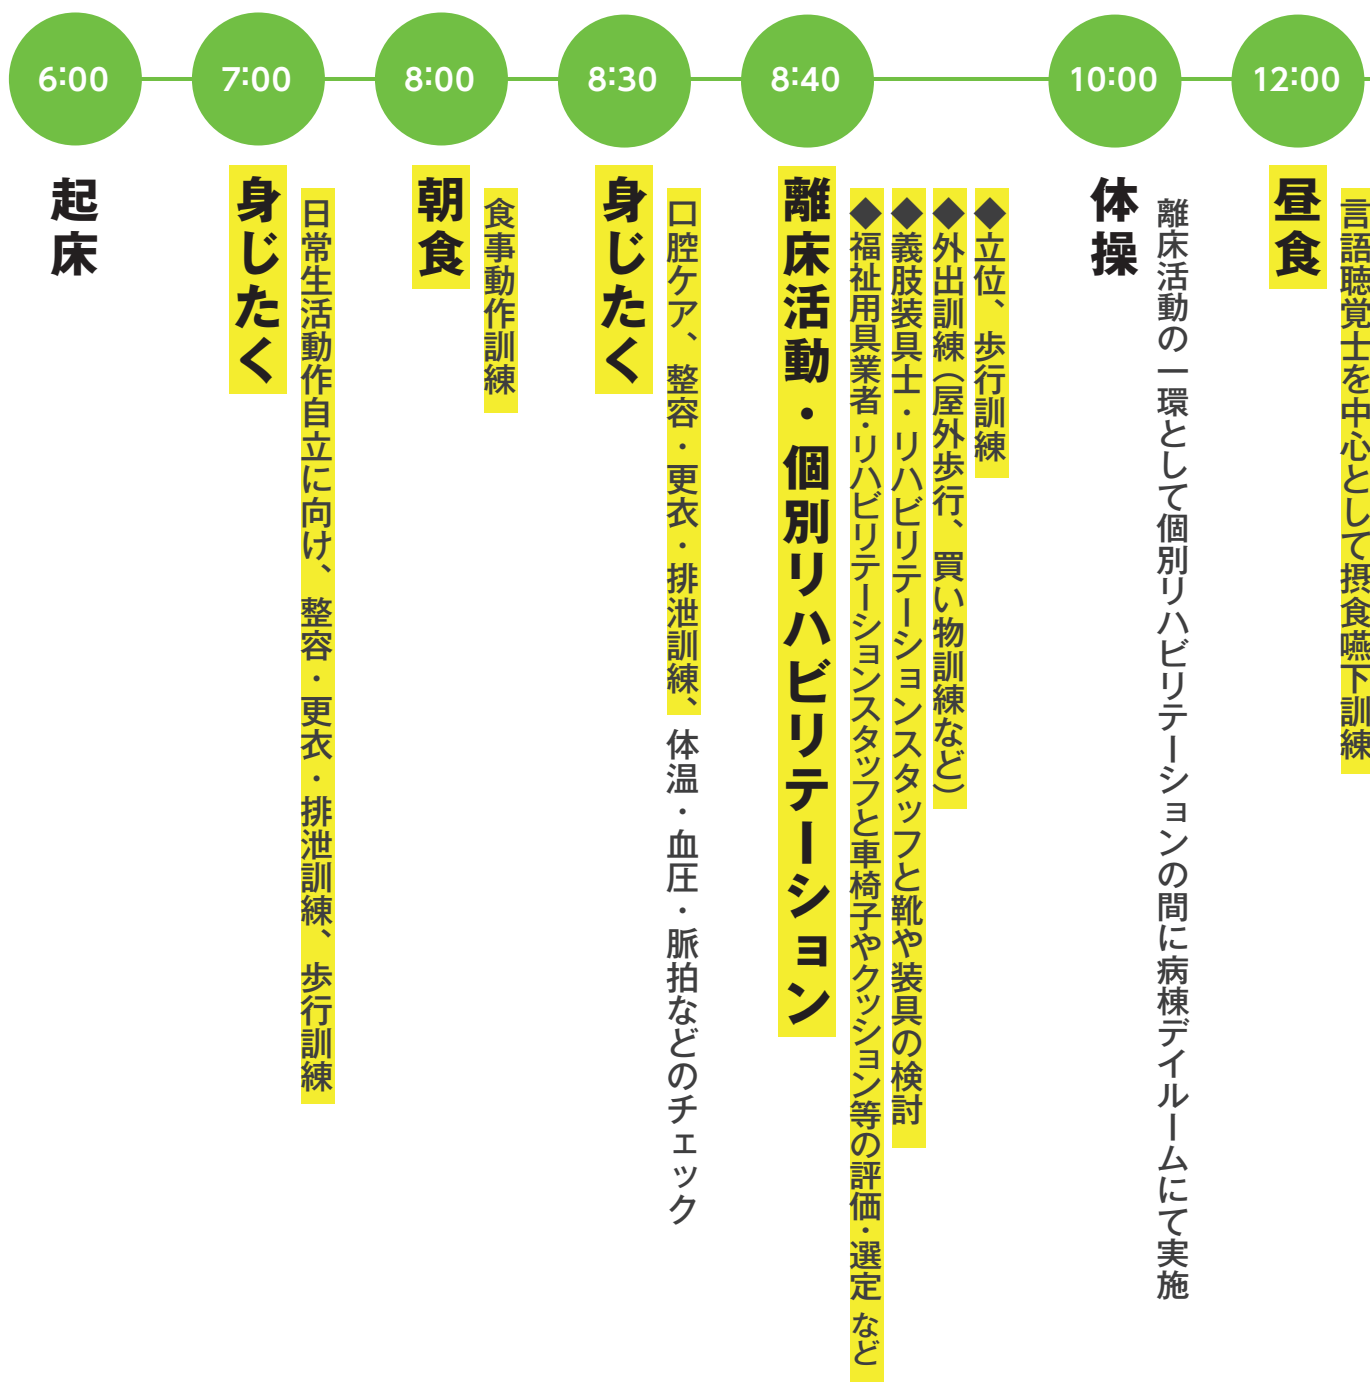 6:00
起床
7:00
身じたく
日常生活動作自立に向け、整容・更衣・排泄訓練、歩行訓練
8:00
朝食
食事動作訓練
8:30
身じたく
口腔ケア、整容・更衣・排泄訓練、体温・血圧・脈拍などのチェック
8:40
離床活動・個別リハビリテーション
◆立位、歩行訓練
◆外出訓練（屋外歩行、買い物訓練など）
◆義肢装具士・リハビリテーションスタッフと靴や装具の検討
◆福祉用具業者・リハビリテーションスタッフと車椅子やクッション等の評価・選定 など
10:00
体操
離床活動の一環として個別リハビリテーションの間に病棟デイルームにて実施
12:00
昼食
言語聴覚士を中心として摂食嚥下訓練